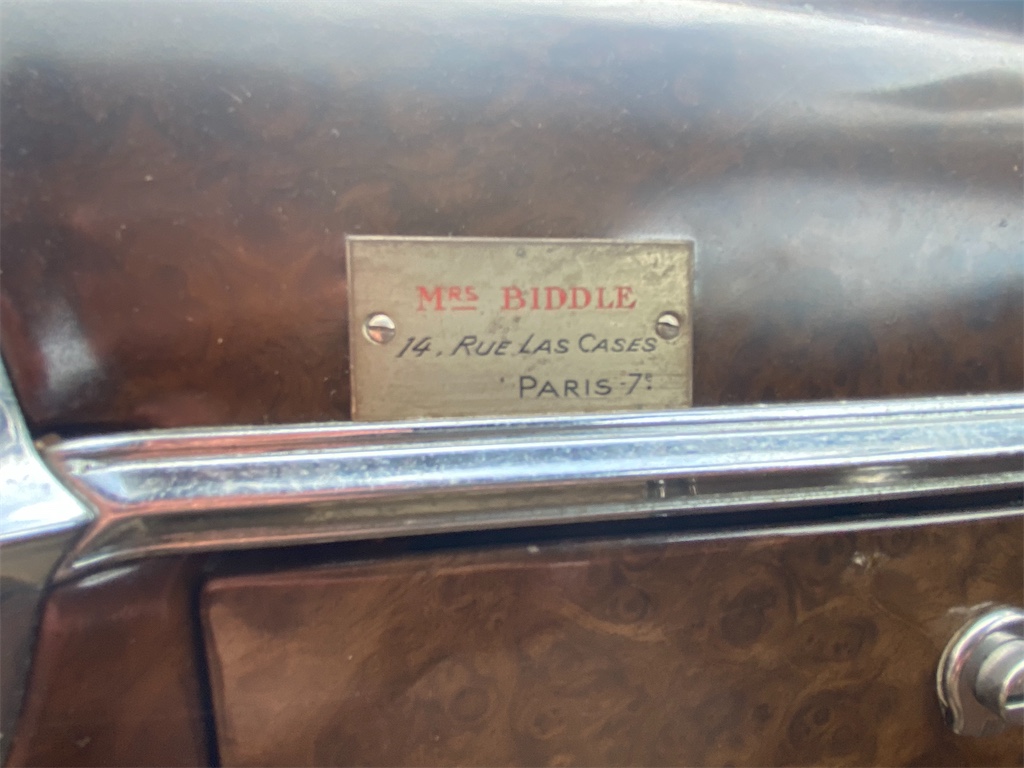 Mrs BIDDLE
14, RUE LAS CASES
PARIS-7e